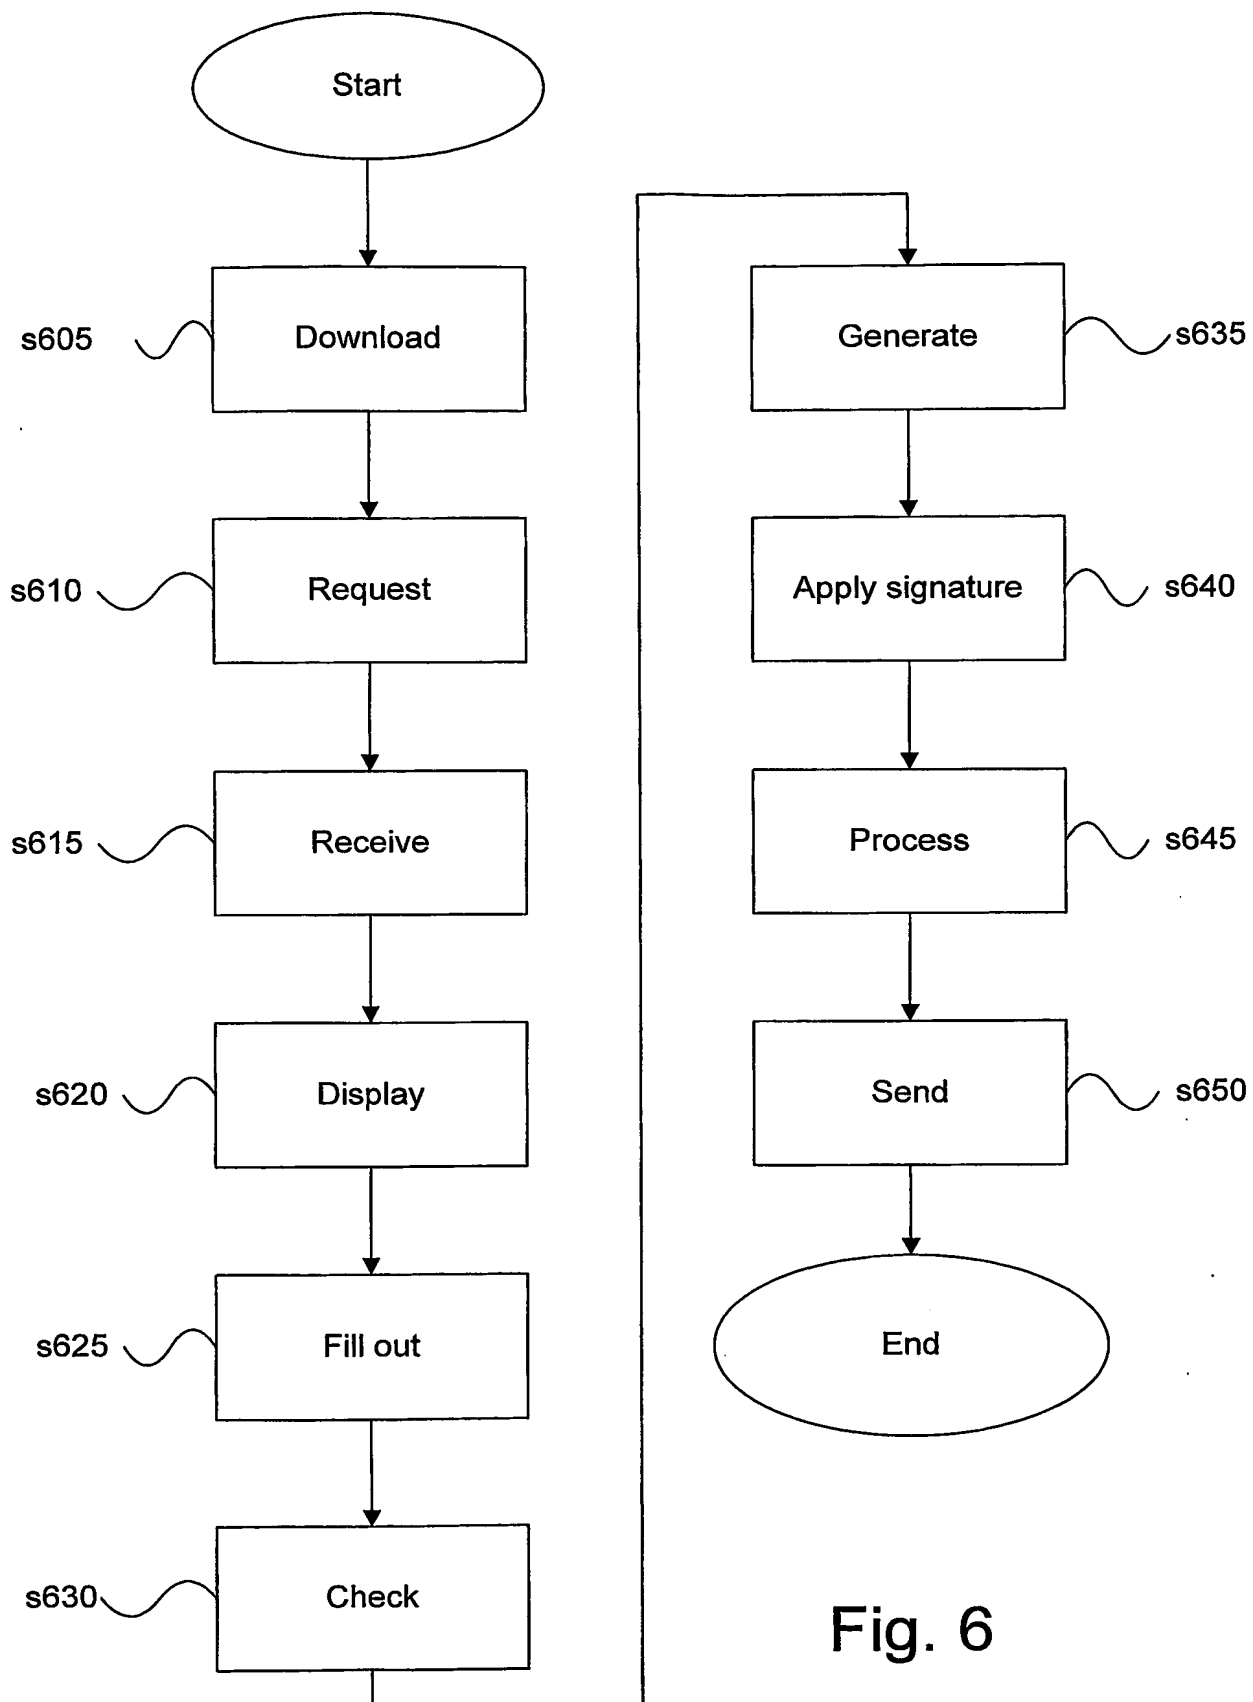 Start
s605
Download
s610
Request
s615
Receive
s620
Display
s625
Fill out
s630
Check
Generate
s635
Apply signature
s640
Process
s645
Send
s650
End
Fig. 6